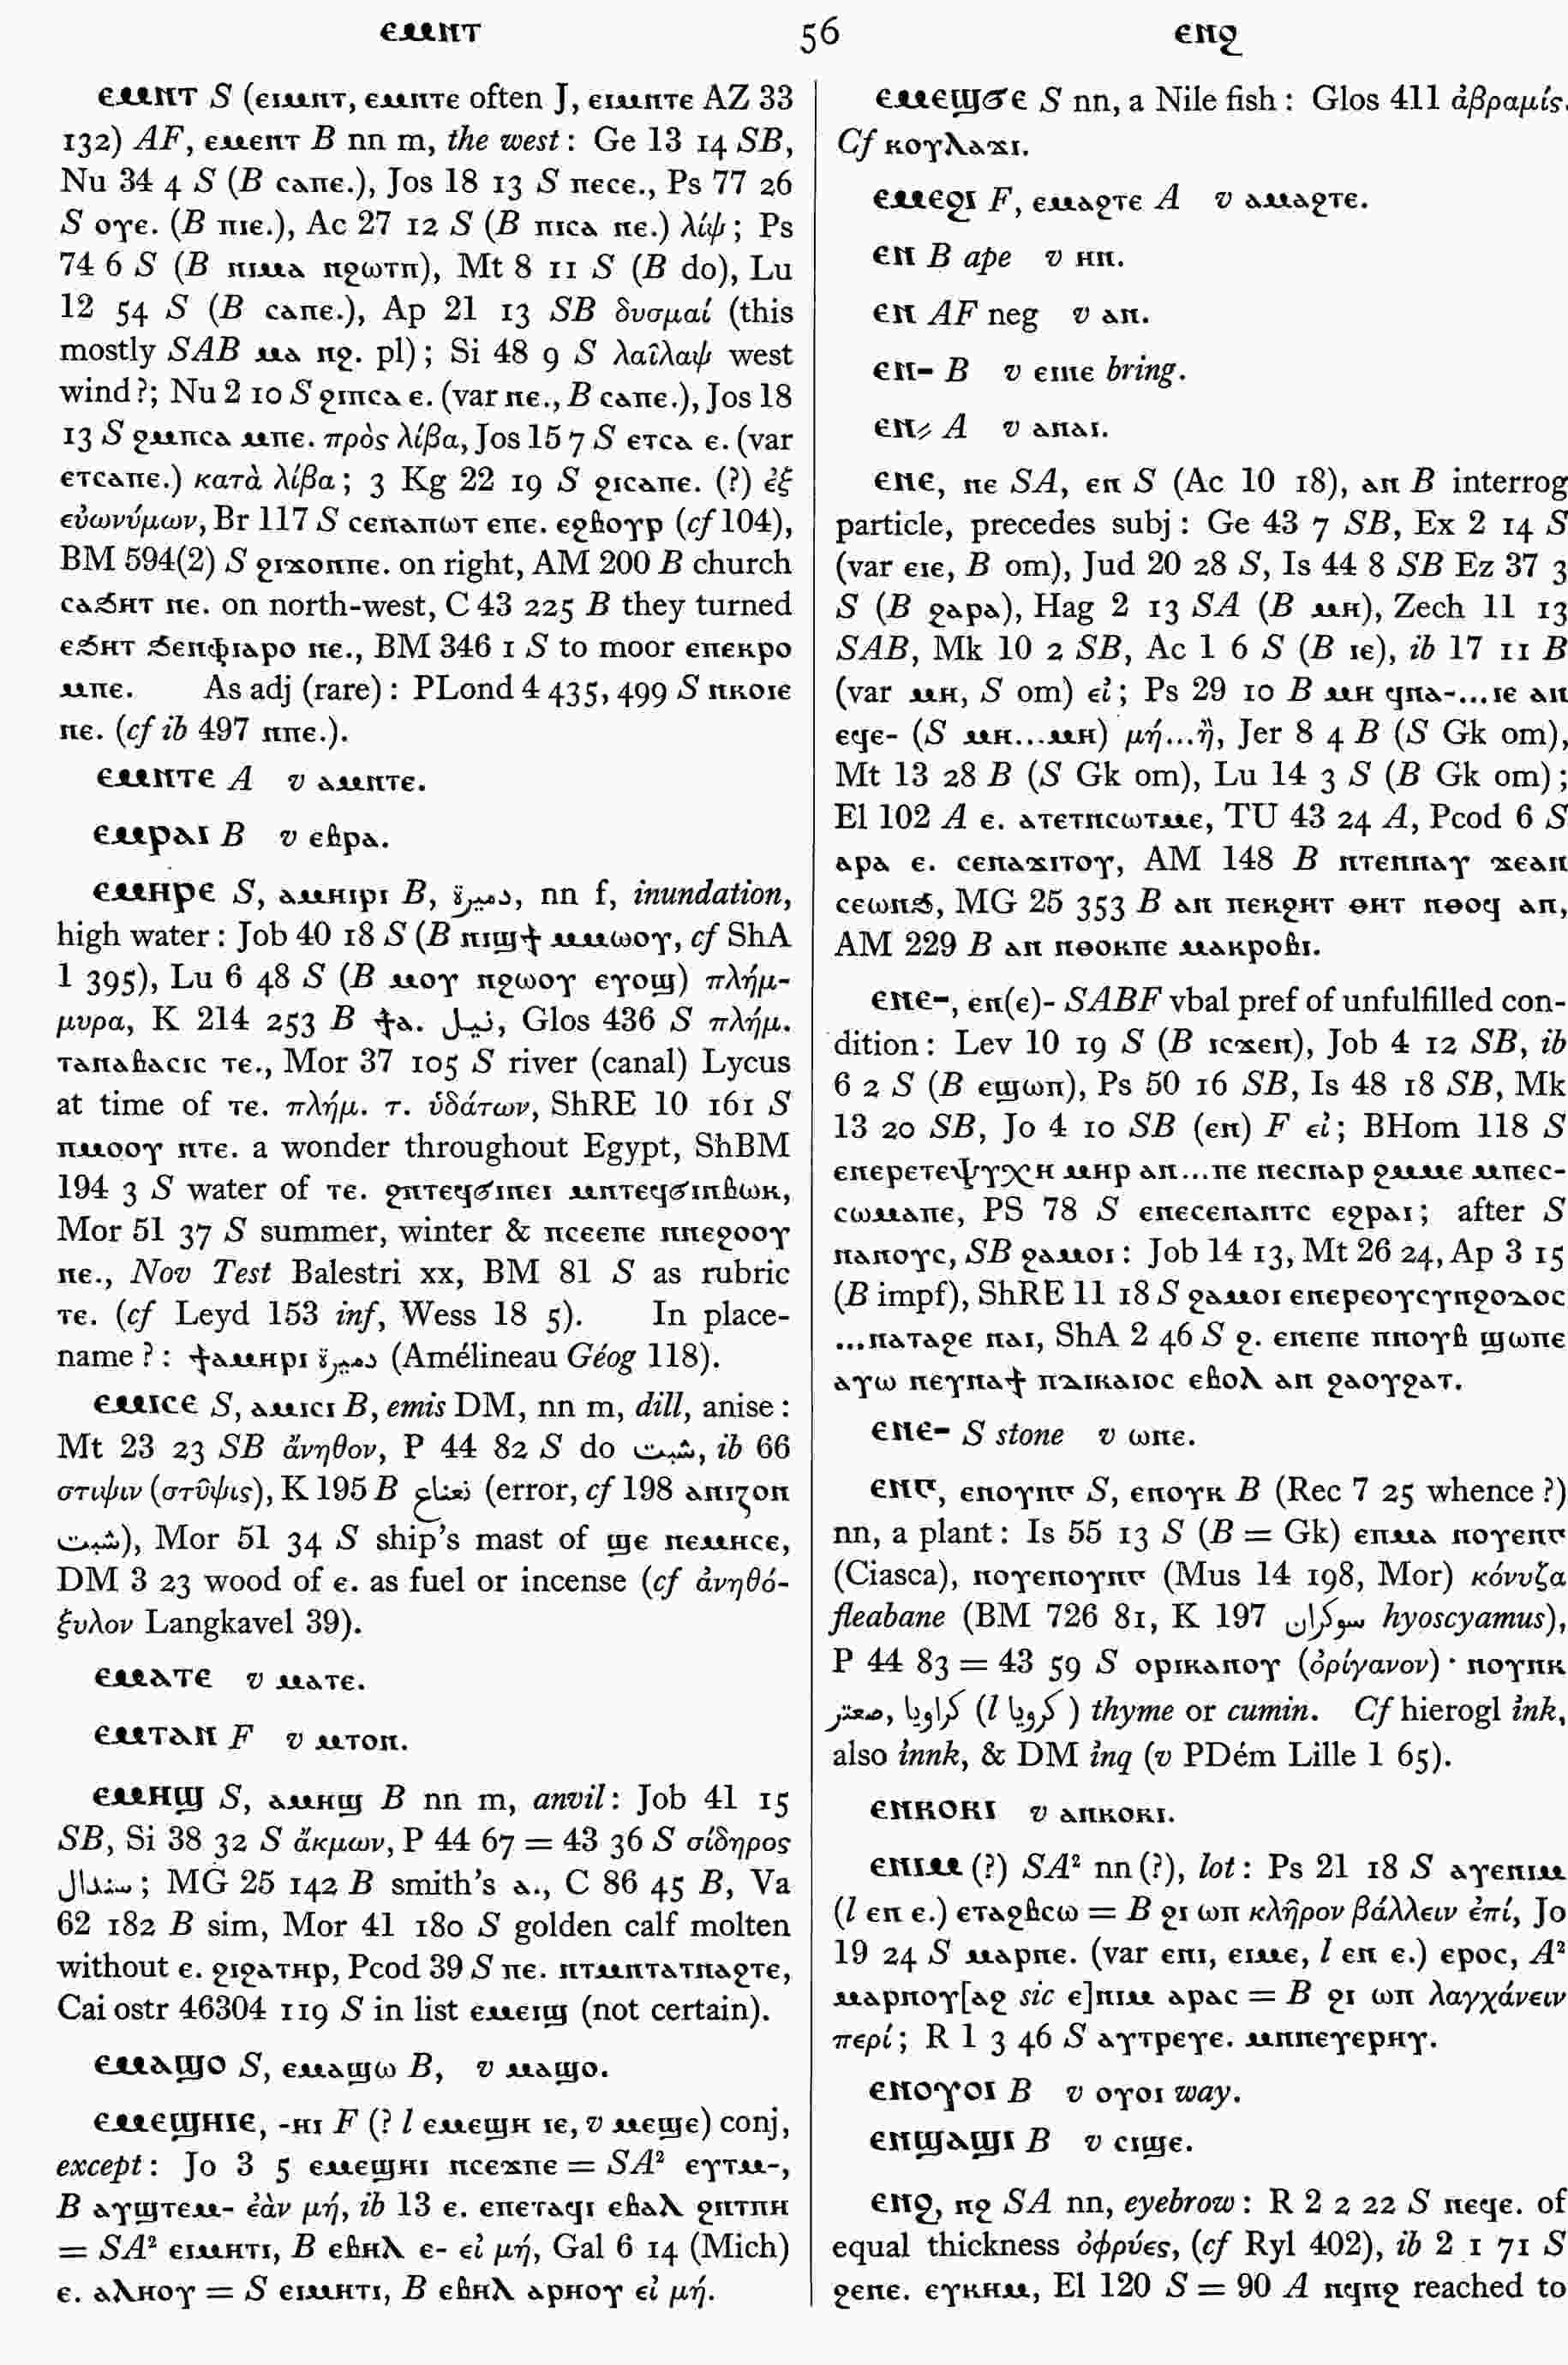 ⲉⲙⲛⲧ 56 ⲉⲛϩ
ⲉⲙⲛⲧ S (ⲉⲓⲙⲛⲧ, ⲉⲙⲛⲧⲉ often J, ⲉⲓⲙⲛⲧⲉ AZ 33
132) AF, ⲉⲙⲉⲛⲧ B nn m, the west: Ge 13 14 SB,
Nu 34 4 S (B ⲥⲁⲡⲉ.), Jos 18 13 S ⲡⲉⲥⲉ., Ps 77 26
S ⲟⲩⲉ. (B ⲡⲓⲉ.), Ac 27 12 S (B ⲡⲓⲥⲁ ⲡⲉ.) λίψ; Ps
74 6 S (B ⲡⲓⲙⲁ ⲛϩⲱⲧⲡ), Mt 8 11 S (B do), Lu
12 54 S (B ⲥⲁⲡⲉ.), Ap 21 13 SB δυσμαί (this
mostly SAB ⲙⲁ ⲛϩ. pl); Si 48 9 S λαῖλαψ west
wind?; Nu 2 10 S ϩⲓⲡⲥⲁ ⲉ. (var ⲡⲉ., B ⲥⲁⲡⲉ.), Jos 18
13 S ϩⲙⲡⲥⲁ ⲙⲡⲉ. πρὸς λίβα, Jos 15 7 S ⲉⲧⲥⲁ ⲉ. (var
ⲉⲧⲥⲁⲡⲉ.) κατὰ λίβα; 3 Kg 22 19 S ϩⲓⲥⲁⲡⲉ. (?) ἐξ
εὐωνύμων, Br 117 S ⲥⲉⲛⲁⲡⲱⲧ ⲉⲡⲉ. ⲉϩⲃⲟⲩⲣ (cf 104),
BM 594(2) S ϩⲓϫⲟⲡⲡⲉ. on right, AM 200 B church
ⲥⲁϧⲏⲧ ⲡⲉ. on north-west, C 43 225 B they turned
ⲉϧⲏⲧ ϧⲉⲛⲫⲓⲁⲣⲟ ⲡⲉ., BM 346 1 S to moor ⲉⲡⲉⲕⲣⲟ
ⲙⲡⲉ. As adj (rare): PLond 4 435, 499 S ⲡⲕⲟⲓⲉ
ⲡⲉ. (cf ib 497 ⲛⲡⲉ.).
ⲉⲙⲛⲧⲉ A v ⲁⲙⲛⲧⲉ.
ⲉⲙⲣⲁⲓ B v ⲉⲃⲣⲁ.
ⲉⲙⲏⲣⲉ S, ⲁⲙⲏⲓⲣⲓ B, دميرة, nn f, inundation,
high water: Job 40 18 S (B ⲡⲓϣϯ ⲙⲙⲱⲟⲩ, cf ShA
1 395), Lu 6 48 S (B ⲙⲟⲩ ⲛϩⲱⲟⲩ ⲉⲩⲟϣ) πλήμ-
μυρα, K 214 253 B ϯⲁ. نيل, Glos 436 S πλήμ.
ⲧⲁⲛⲁⲃⲁⲥⲓⲥ ⲧⲉ., Mor 37 105 S river (canal) Lycus
at time of ⲧⲉ. πλήμ. τ. ὑδάτων, ShRE 10 161 S
ⲡⲙⲟⲟⲩ ⲛⲧⲉ. a wonder throughout Egypt, ShBM
194 3 S water of ⲧⲉ. ϩⲛⲧⲉϥϭⲓⲛⲉⲓ ⲙⲛⲧⲉϥϭⲓⲛⲃⲱⲕ,
Mor 51 37 S summer, winter & ⲡⲥⲉⲉⲡⲉ ⲛⲛⲉϩⲟⲟⲩ
ⲛⲉ., Nov Test Balestri xx, BM 81 S as rubric
ⲧⲉ. (cf Leyd 153 inf, Wess 18 5). In place-
name?: ϯⲁⲙⲏⲣⲓ دميرة (Amélineau Géog 118).
ⲉⲙⲓⲥⲉ S, ⲁⲙⲓⲥⲓ B, emis DM, nn m, dill, anise:
Mt 23 23 SB ἄνηθον, P 44 82 S do شبت, ib 66
στυψιν (στῦψις), K 195 B نعناع (error, cf 198 ⲁⲛⲓⲍⲟⲛ
شبت), Mor 51 34 S ship's mast of ϣⲉ ⲛⲉⲙⲏⲥⲉ,
DM 3 23 wood of ⲉ. as fuel or incense (cf ἀνηθό-
ξυλον Langkavel 39).
ⲉⲙⲁⲧⲉ v ⲙⲁⲧⲉ.
ⲉⲙⲧⲁⲛ F v ⲙⲧⲟⲛ.
ⲉⲙⲏϣ S, ⲁⲙⲏϣ B nn m, anvil: Job 41 15
SB, Si 38 32 S ἄκμων, P 44 67 = 43 36 S σίδηρος
سندال; MG 25 142 B smith's ⲁ., C 86 45 B, Va
62 182 B sim, Mor 41 180 S golden calf molten
without ⲉ. ϩⲓϩⲁⲧⲏⲣ, Pcod 39 S ⲡⲉ. ⲛⲧⲙⲛⲧⲁⲧⲛⲁϩⲧⲉ,
Cai ostr 46304 119 S in list ⲉⲙⲉⲓϣ (not certain).
ⲉⲙⲁϣⲟ S, ⲉⲙⲁϣⲱ B, v ⲙⲁϣⲟ.
ⲉⲙⲉϣⲏⲓⲉ, -ⲏⲓ F (? l ⲉⲙⲉϣⲏ ⲓⲉ, v ⲙⲉϣⲉ) conj,
except: Jo 3 5 ⲉⲙⲉϣⲏⲓ ⲛⲥⲉϫⲡⲉ = SA² ⲉⲩⲧⲙ-,
B ⲁⲩϣⲧⲉⲙ- ἐὰν μή, ib 13 ⲉ. ⲉⲡⲉⲧⲁϥⲓ ⲉⲃⲁⲗ ϩⲛⲧⲡⲏ
= SA² ⲉⲓⲙⲏⲧⲓ, B ⲉⲃⲏⲗ ⲉ- εἰ μή, Gal 6 14 (Mich)
ⲉ. ⲁⲗⲏⲟⲩ = S ⲉⲓⲙⲏⲧⲓ, B ⲉⲃⲏⲗ ⲁⲣⲏⲟⲩ εἰ μή.
ⲉⲙⲉϣϭⲉ S nn, a Nile fish: Glos 411 ἀβραμίς.
Cf ⲕⲟⲩⲗⲁϫⲓ.
ⲉⲙⲉϩⲓ F, ⲉⲙⲁϩⲧⲉ A v ⲁⲙⲁϩⲧⲉ.
ⲉⲛ B ape v ⲏⲛ.
ⲉⲛ AF neg v ⲁⲛ.
ⲉⲛ- B v ⲉⲓⲛⲉ bring.
ⲉⲛ⸗ A v ⲁⲛⲁⲓ.
ⲉⲛⲉ, ⲛⲉ SA, ⲉⲛ S (Ac 10 18), ⲁⲛ B interrog
particle, precedes subj: Ge 43 7 SB, Ex 2 14 S
(var ⲉⲓⲉ, B om), Jud 20 28 S, Is 44 8 SB Ez 37 3
S (B ϩⲁⲣⲁ), Hag 2 13 SA (B ⲙⲏ), Zech 11 13
SAB, Mk 10 2 SB, Ac 1 6 S (B ⲓⲉ), ib 17 11 B
(var ⲙⲏ, S om) εἰ; Ps 29 10 B ⲙⲏ ϥⲛⲁ-...ⲓⲉ ⲁⲛ
ⲉϥⲉ- (S ⲙⲏ...ⲙⲏ) μή...ἢ, Jer 8 4 B (S Gk om),
Mt 13 28 B (S Gk om), Lu 14 3 S (B Gk om);
El 102 A ⲉ. ⲁⲧⲉⲧⲛⲥⲱⲧⲙⲉ, TU 43 24 A, Pcod 6 S
ⲁⲣⲁ ⲉ. ⲥⲉⲛⲁϫⲓⲧⲟⲩ, AM 148 B ⲛⲧⲉⲛⲛⲁⲩ ϫⲉⲁⲛ
ⲥⲉⲱⲛϧ, MG 25 353 B ⲁⲛ ⲡⲉⲕϩⲏⲧ ⲑⲏⲧ ⲛⲑⲟϥ ⲁⲛ,
AM 229 B ⲁⲛ ⲛⲑⲟⲕⲡⲉ ⲙⲁⲕⲣⲟⲃⲓ.
ⲉⲛⲉ-, ⲉⲛ(ⲉ)- SABF vbal pref of unfulfilled con-
dition: Lev 10 19 S (B ⲓⲥϫⲉⲛ), Job 4 12 SB, ib
6 2 S (B ⲉϣⲱⲡ), Ps 50 16 SB, Is 48 18 SB, Mk
13 20 SB, Jo 4 10 SB (ⲉⲛ) F εἰ; BHom 118 S
ⲉⲛⲉⲣⲉⲧⲉⲯⲩⲭⲏ ⲙⲏⲣ ⲁⲛ...ⲡⲉ ⲛⲉⲥⲛⲁⲣ ϩⲙⲙⲉ ⲙⲡⲉⲥ-
ⲥⲱⲙⲁⲡⲉ, PS 78 S ⲉⲛⲉⲥⲉⲛⲁⲛⲧⲥ ⲉϩⲣⲁⲓ; after S
ⲛⲁⲛⲟⲩⲥ, SB ϩⲁⲙⲟⲓ: Job 14 13, Mt 26 24, Ap 3 15
(B impf), ShRE 11 18 S ϩⲁⲙⲟⲓ ⲉⲛⲉⲣⲉⲟⲩⲥⲩⲛϩⲟⲇⲟⲥ
...ⲛⲁⲧⲁϩⲉ ⲡⲁⲓ, ShA 2 46 S ϩ. ⲉⲛⲉⲛⲉ ⲡⲛⲟⲩⲃ ϣⲱⲡⲉ
ⲁⲩⲱ ⲛⲉⲩⲛⲁϯ ⲡⲇⲓⲕⲁⲓⲟⲥ ⲉⲃⲟⲗ ⲁⲛ ϩⲁⲟⲩϩⲁⲧ.
ⲉⲛⲉ- S stone v ⲱⲛⲉ.
ⲉⲛⲕ, ⲉⲛⲟⲩⲛⲕ S, ⲉⲛⲟⲩⲕ B (Rec 7 25 whence?)
nn, a plant: Is 55 13 S (B = Gk) ⲉⲡⲙⲁ ⲛⲟⲩⲉⲛⲕ
(Ciasca), ⲛⲟⲩⲉⲛⲟⲩⲛⲕ (Mus 14 198, Mor) κόνυζα
fleabane (BM 726 81, K 197 سوكران hyoscyamus),
P 44 83 = 43 59 S ⲟⲣⲓⲕⲁⲛⲟⲩ (ὀρίγανον) · ⲛⲟⲩⲛⲕ
صعتر, كراويا (l كرويا) thyme or cumin. Cf hierogl ἰnk,
also ἰnnk, & DM ἰnq (v PDém Lille 1 65).
ⲉⲛⲕⲟⲕⲓ v ⲁⲛⲕⲟⲕⲓ.
ⲉⲛⲓⲙ (?) SA² nn (?), lot: Ps 21 18 S ⲁⲩⲉⲛⲓⲙ
(l ⲉⲛ ⲉ.) ⲉⲧⲁϩⲃⲥⲱ = B ϩⲓ ⲱⲡ κλῆρον βάλλειν ἐπί, Jo
19 24 S ⲙⲁⲣⲛⲉ. (var ⲉⲛⲓ, ⲉⲓⲙⲉ, l ⲉⲛ ⲉ.) ⲉⲣⲟⲥ, A²
ⲙⲁⲣⲛⲟⲩ[ⲁϩ sic ⲉ]ⲛⲓⲙ ⲁⲣⲁⲥ = B ϩⲓ ⲱⲡ λαγχάνειν
περί; R 1 3 46 S ⲁⲩⲧⲣⲉⲩⲉ. ⲙⲛⲛⲉⲩⲉⲣⲏⲩ.
ⲉⲛⲟⲩⲟⲓ B v ⲟⲩⲟⲓ way.
ⲉⲛϣⲁϣⲓ B v ⲥⲓϣⲉ.
ⲉⲛϩ, ⲛϩ SA nn, eyebrow: R 2 2 22 S ⲛⲉϥⲉ. of
equal thickness ὀφρύες, (cf Ryl 402), ib 2 1 71 S
ϩⲉⲛⲉ. ⲉⲩⲕⲏⲙ, El 120 S = 90 A ⲛϥⲛϩ reached to